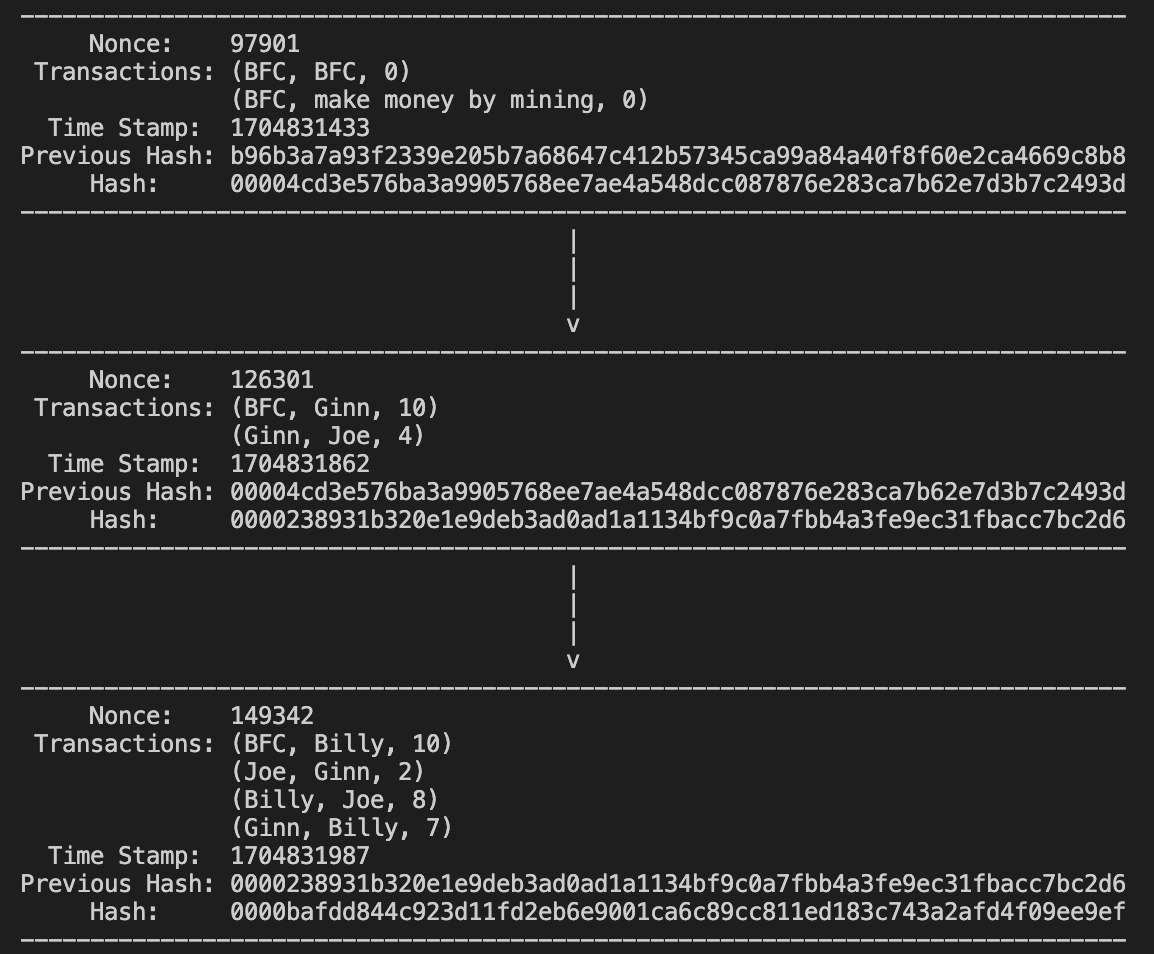 Nonce: 97901
Transactions: (BFC, BFC, 0)
(BFC, make money by mining, 0)
Time Stamp: 1704831433
Previous Hash: b96b3a7a93f2339e205b7a68647c412b57345ca99a84a40f8f60e2ca4669c8b8
Hash: 00004cd3e576ba3a9905768ee7ae4a548dcc087876e283ca7b62e7d3b7c2493d
Nonce: 126301
Transactions: (BFC, Ginn, 10)
(Ginn, Joe, 4)
Time Stamp: 1704831862
Previous Hash: 00004cd3e576ba3a9905768ee7ae4a548dcc087876e283ca7b62e7d3b7c2493d
Hash: 0000238931b320e1e9deb3ad0ad1a1134bf9c0a7fbb4a3fe9ec31fbacc7bc2d6
Nonce: 149342
Transactions: (BFC, Billy, 10)
(Joe, Ginn, 2)
(Billy, Joe, 8)
(Ginn, Billy, 7)
Time Stamp: 1704831987
Previous Hash: 0000238931b320e1e9deb3ad0ad1a1134bf9c0a7fbb4a3fe9ec31fbacc7bc2d6
Hash: 0000bafdd844c923d11fd2eb6e9001ca6c89cc811ed183c743a2afd4f09ee9ef